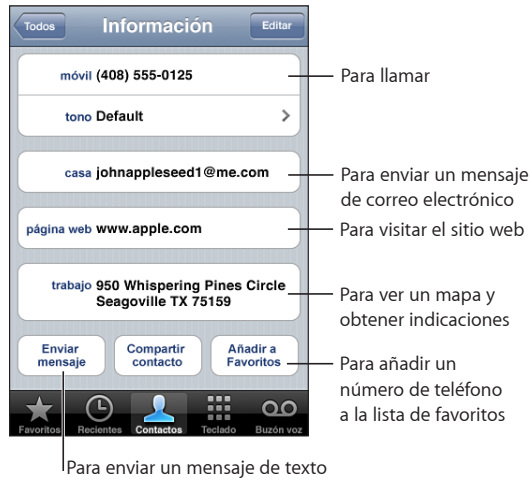 Todos
Información
Editar
móvil (408) 555-0125
Para llamar
tono Default
casa johnappleseed1@me.com
Para enviar un mensaje
de correo electrónico
página web www.apple.com
Para visitar el sitio web
trabajo 950 Whispering Pines Circle
Seagoville TX 75159
Para ver un mapa y
obtener indicaciones
Enviar
mensaje
Compartir
contacto
Añadir a
Favoritos
Para añadir un
número de teléfono
a la lista de favoritos
Favoritos
Recientes
Contactos
Teclado
Buzón voz
Para enviar un mensaje de texto